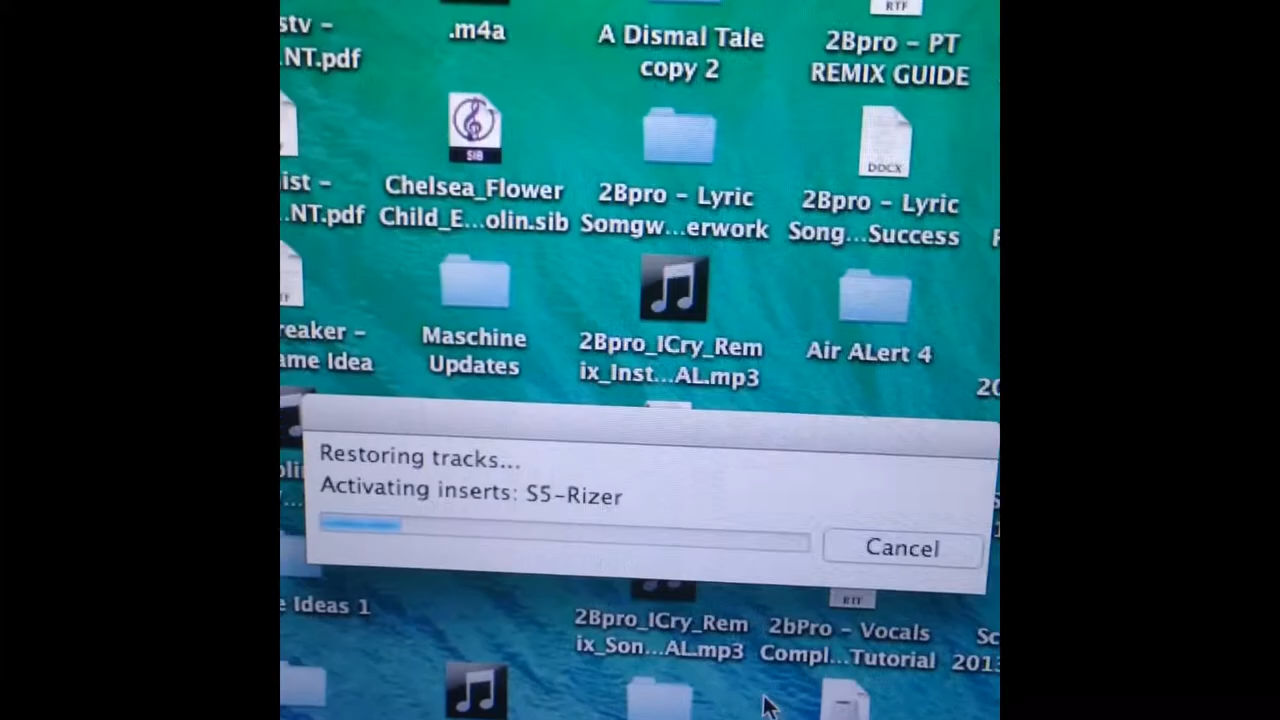 stv –
.NT.pdf
.m4a
A Dismal Tale
copy 2
RTF
2Bpro – PT
REMIX GUIDE
SIB
DOCX
ist –
...NT.pdf
Chelsea_Flower
Child_E...olin.sib
2Bpro – Lyric
Somgw...erwork
2Bpro – Lyric
Song...Success
reaker –
ame Idea
Maschine
Updates
2Bpro_ICry_Rem
ix_Inst...AL.mp3
Air ALert 4
20
Restoring tracks...
Activating inserts: S5-Rizer
Cancel
e Ideas 1
2Bpro_ICry_Rem
ix_Son...AL.mp3
RTF
2bPro – Vocals
Compl...Tutorial
Sc
2013